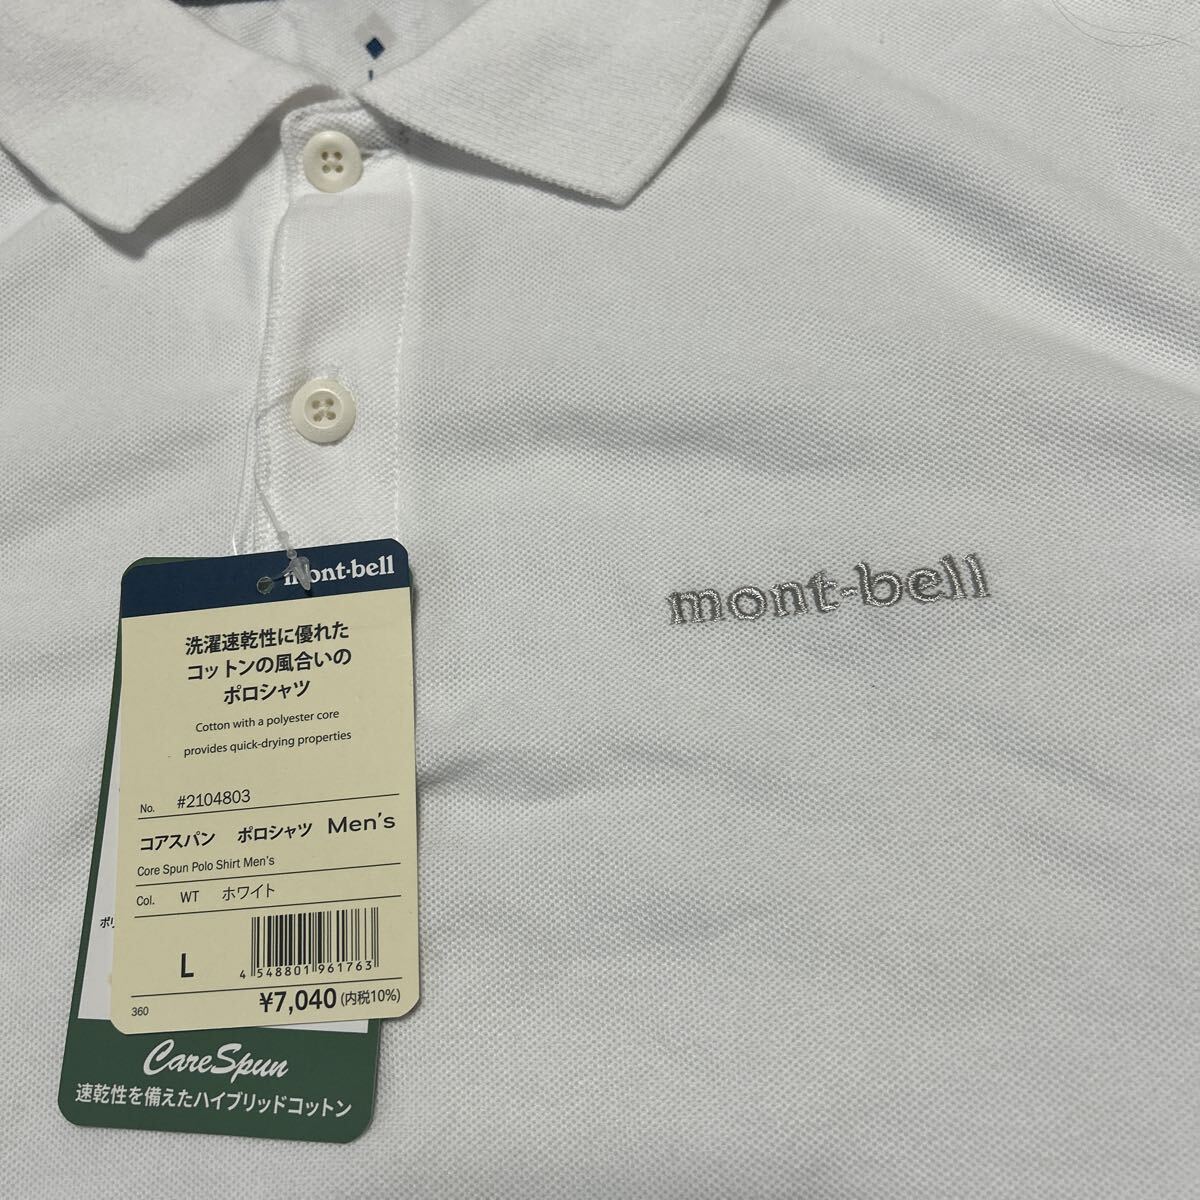 mont-bell
mont-bell
洗濯速乾性に優れた
コットンの風合いの
ポロシャツ
Cotton with a polyester core
provides quick-drying properties
No. #2104803
コアスパン ポロシャツ Men's
Core Spun Polo Shirt Men's
Col. WT ホワイト
L
4 548801 961763
360 ¥7,040 (内税10%)
CareSpun
速乾性を備えたハイブリッドコットン